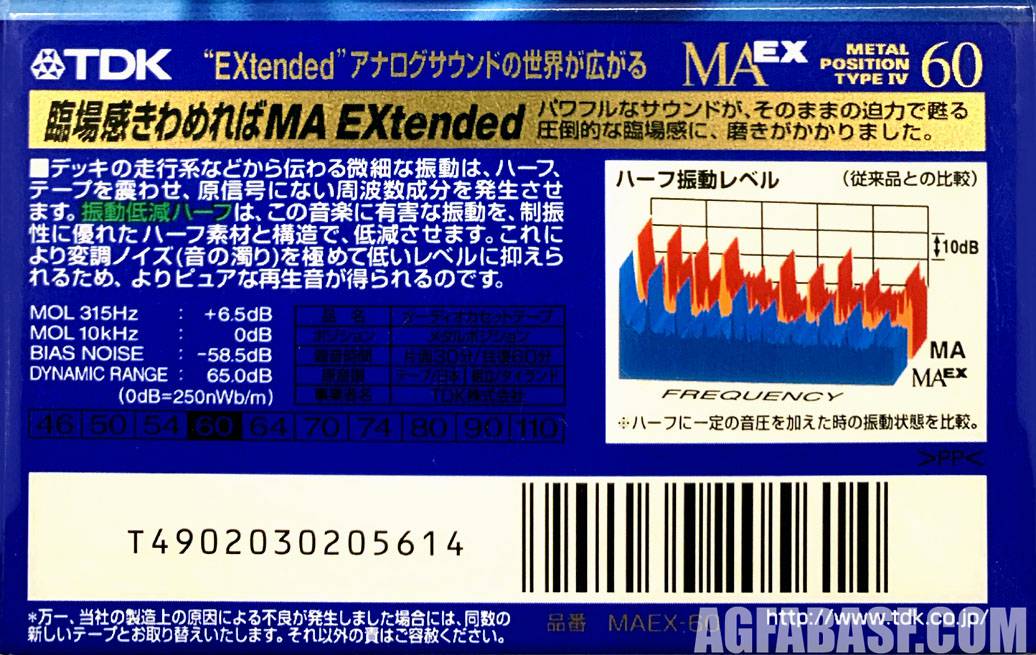 TDK "EXtended"アナログサウンドの世界が広がる MA EX METAL POSITION TYPE IV 60
臨場感きわめればMA EXtended
パワフルなサウンドが、そのままの迫力で甦る
圧倒的な臨場感に、磨きがかかりました。
■デッキの走行系などから伝わる微細な振動は、ハーフ、
テープを震わせ、原信号にない周波数成分を発生させ
ます。振動低減ハーフは、この音楽に有害な振動を、制振
性に優れたハーフ素材と構造で、低減させます。これに
より変調ノイズ(音の濁り)を極めて低いレベルに抑えら
れるため、よりピュアな再生音が得られるのです。
MOL 315Hz : +6.5dB
MOL 10kHz : 0dB
BIAS NOISE : -58.5dB
DYNAMIC RANGE : 65.0dB
(0dB=250nWb/m)
品名 オーディオカセットテープ
ポジション メタルポジション
録音時間 片面30分/往復60分
原産国 テープ/日本 組立/タイランド
事業者名 TDK株式会社
46 50 54 60 64 70 74 80 90 110
ハーフ振動レベル (従来品との比較)
10dB
MA
MA EX
FREQUENCY
※ハーフに一定の音圧を加えた時の振動状態を比較。
>PP<
T4902030205614
*万一、当社の製造上の原因による不良が発生しました場合には、同数の
新しいテープとお取り替えいたします。それ以外の責はご容赦ください。
品番 MAEX-60
http://www.tdk.co.jp/
AGFABASF.COM